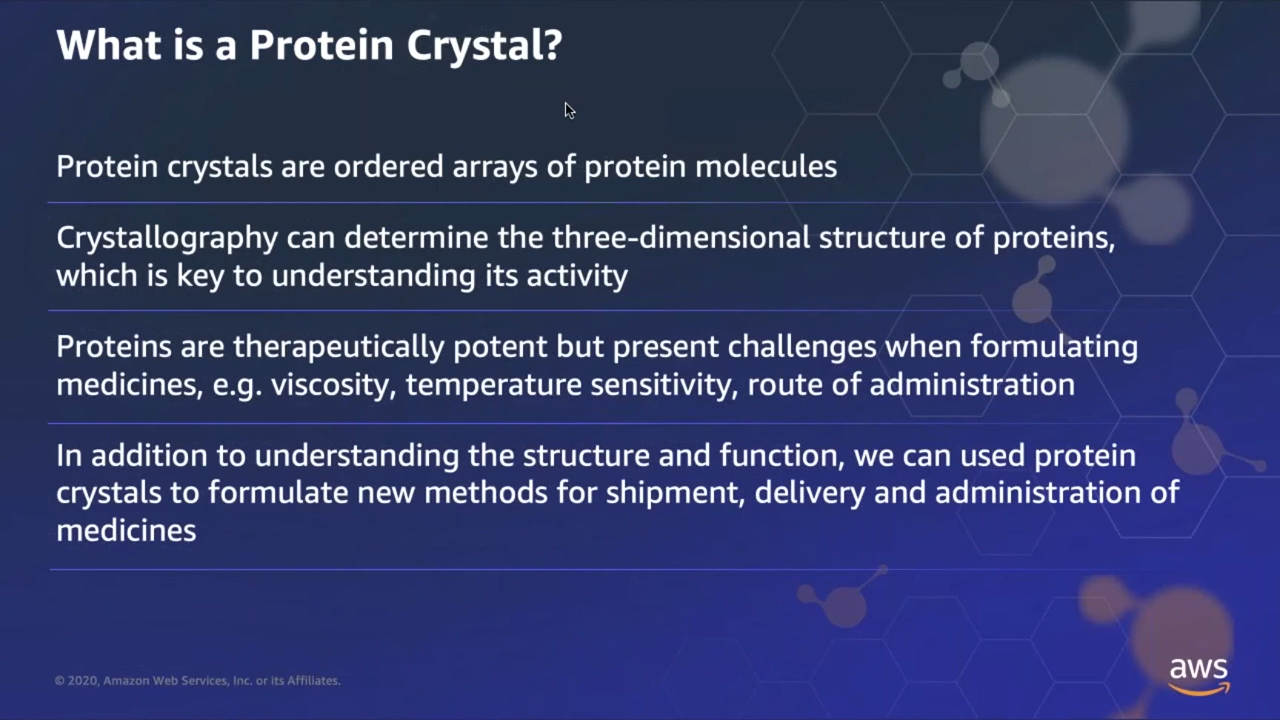 What is a Protein Crystal?
Protein crystals are ordered arrays of protein molecules
Crystallography can determine the three-dimensional structure of proteins,
which is key to understanding its activity
Proteins are therapeutically potent but present challenges when formulating
medicines, e.g. viscosity, temperature sensitivity, route of administration
In addition to understanding the structure and function, we can used protein
crystals to formulate new methods for shipment, delivery and administration of
medicines
© 2020, Amazon Web Services, Inc. or its Affiliates.
aws